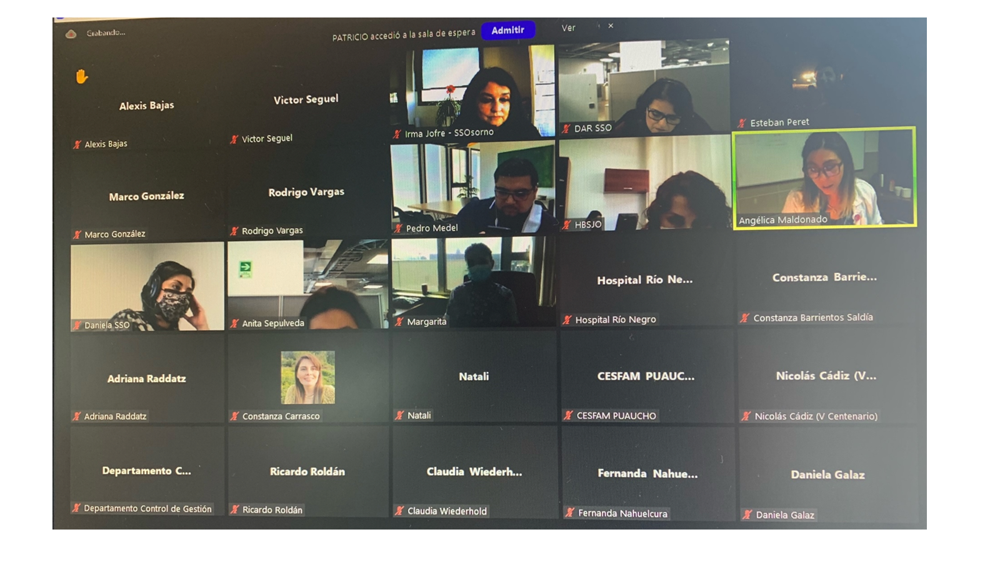 Grabando...
PATRICIO accedió a la sala de espera Admitir Ver ×
Alexis Bajas
Alexis Bajas
Victor Seguel
Victor Seguel
Irma Jofre - SSOsorno
DAR SSO
Esteban Peret
Marco González
Marco González
Rodrigo Vargas
Rodrigo Vargas
Pedro Medel
HBSJO
Angélica Maldonado
Daniela SSO
Anita Sepulveda
Margarita
Hospital Río Ne...
Hospital Río Negro
Constanza Barrie...
Constanza Barrientos Saldía
Adriana Raddatz
Adriana Raddatz
Constanza Carrasco
Natali
Natali
CESFAM PUAUC...
CESFAM PUAUCHO
Nicolás Cádiz (V...
Nicolás Cádiz (V Centenario)
Departamento C...
Departamento Control de Gestión
Ricardo Roldán
Ricardo Roldán
Claudia Wiederh...
Claudia Wiederhold
Fernanda Nahue...
Fernanda Nahuelcura
Daniela Galaz
Daniela Galaz